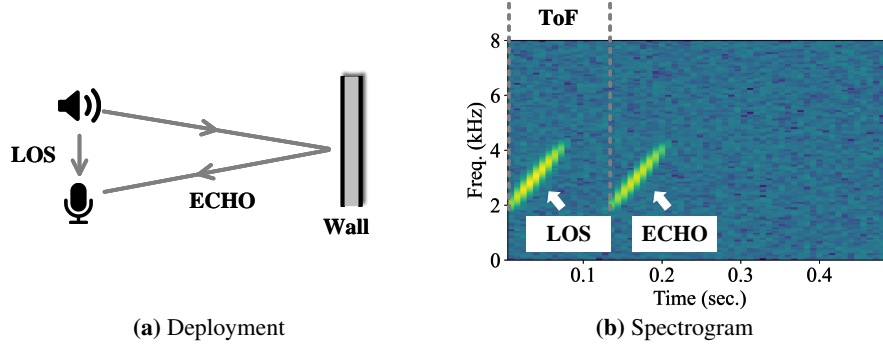 LOS
ECHO
Wall
(a) Deployment
ToF
8
6
4
2
0
Freq. (kHz)
LOS
ECHO
0.1
0.2
0.3
0.4
Time (sec.)
(b) Spectrogram